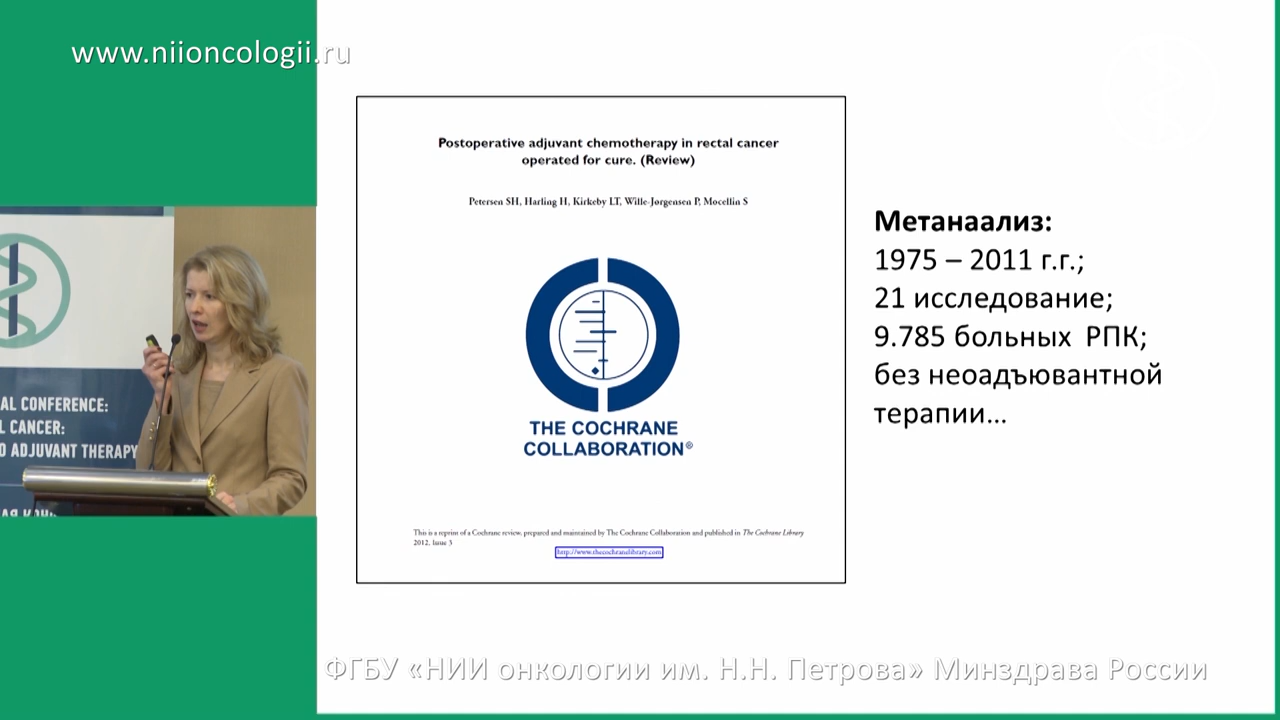 www.niioncologii.ru
Postoperative adjuvant chemotherapy in rectal cancer
operated for cure. (Review)
Petersen SH, Harling H, Kirkeby LT, Wille-Jørgensen P, Mocellin S
THE COCHRANE
COLLABORATION®
This is a reprint of a Cochrane review, prepared and maintained by The Cochrane Collaboration and published in The Cochrane Library
2012, Issue 3
http://www.thecochranelibrary.com
Метанаализ:
1975 – 2011 г.г.;
21 исследование;
9.785 больных РПК;
без неоадъювантной
терапии...
AL CONFERENCE:
L CANCER:
O ADJUVANT THERAPY
ФГБУ «НИИ онкологии им. Н.Н. Петрова» Минздрава России